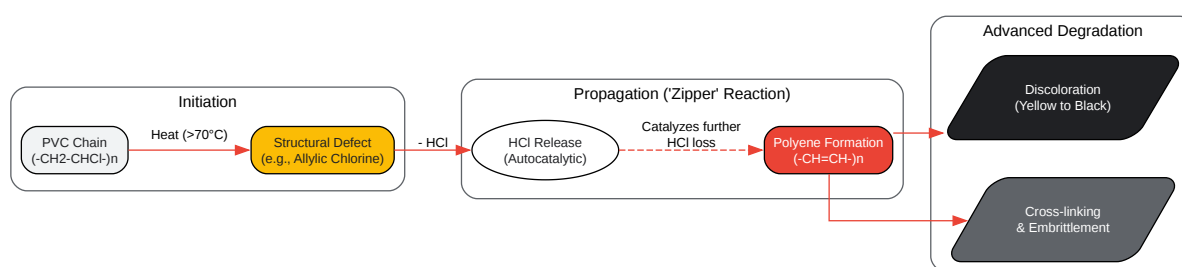 Initiation
PVC Chain
(-CH2-CHCl-)n
Heat (>70°C)
Structural Defect
(e.g., Allylic Chlorine)
- HCl
Propagation ('Zipper' Reaction)
HCl Release
(Autocatalytic)
Catalyzes further
HCl loss
Polyene Formation
(-CH=CH-)n
Advanced Degradation
Discoloration
(Yellow to Black)
Cross-linking
& Embrittlement